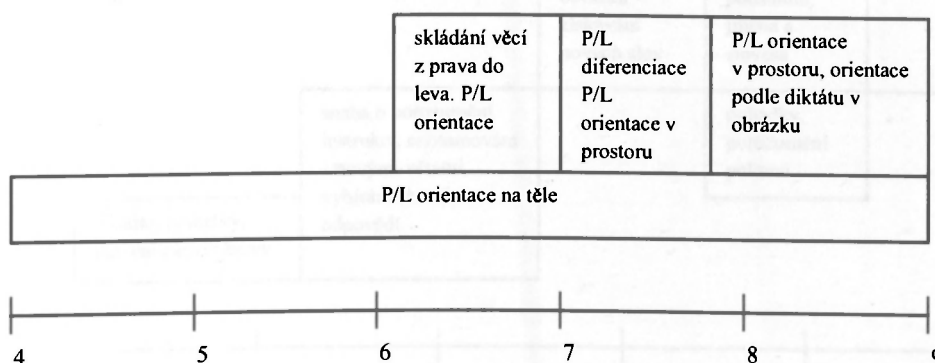 skládání věcí
z prava do
leva. P/L
orientace
P/L
diferenciace
P/L
orientace v
prostoru
P/L orientace
v prostoru, orientace
podle diktátu v
obrázku
P/L orientace na těle
4 5 6 7 8 9